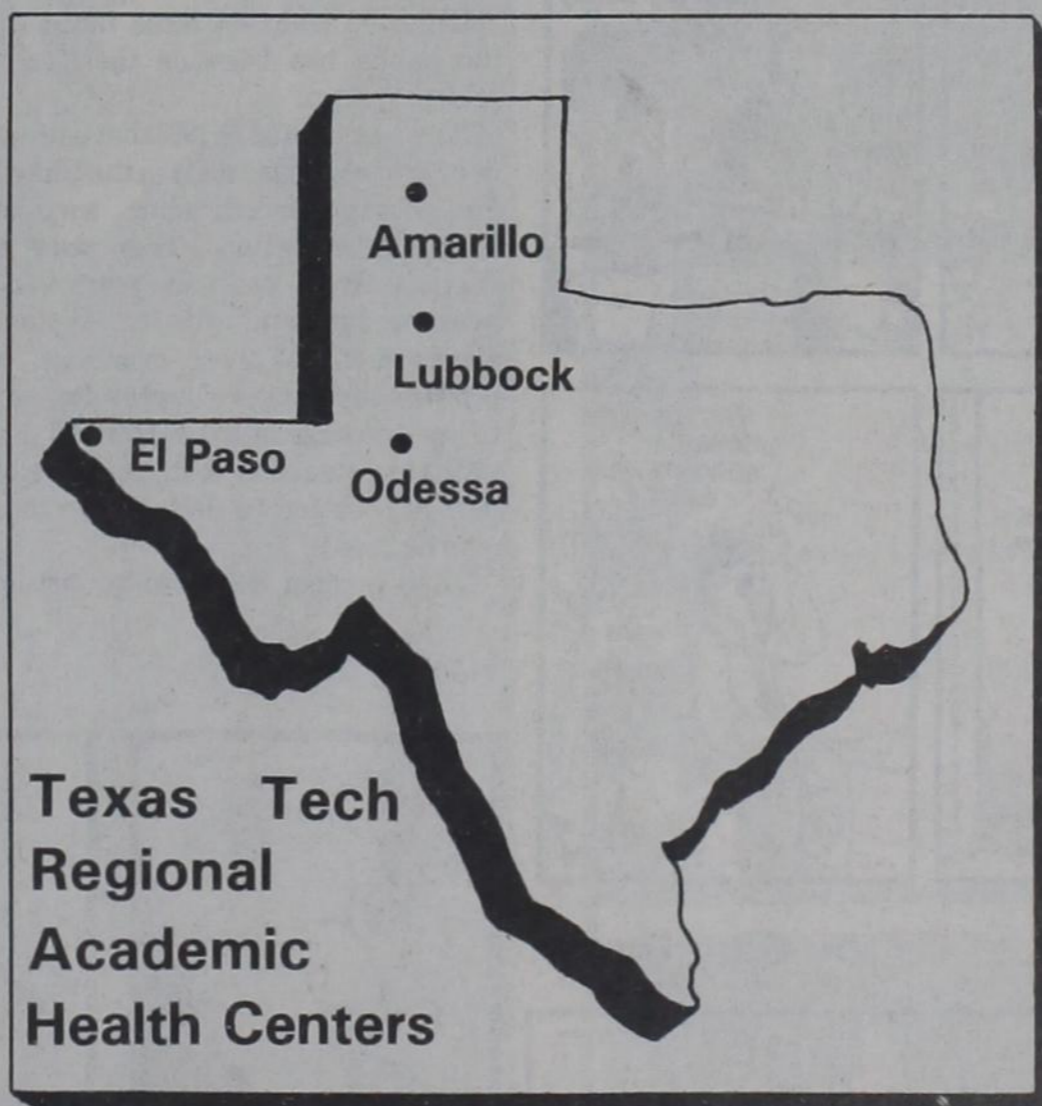 Amarillo
Lubbock
El Paso
Odessa
Texas Tech
Regional
Academic
Health Centers